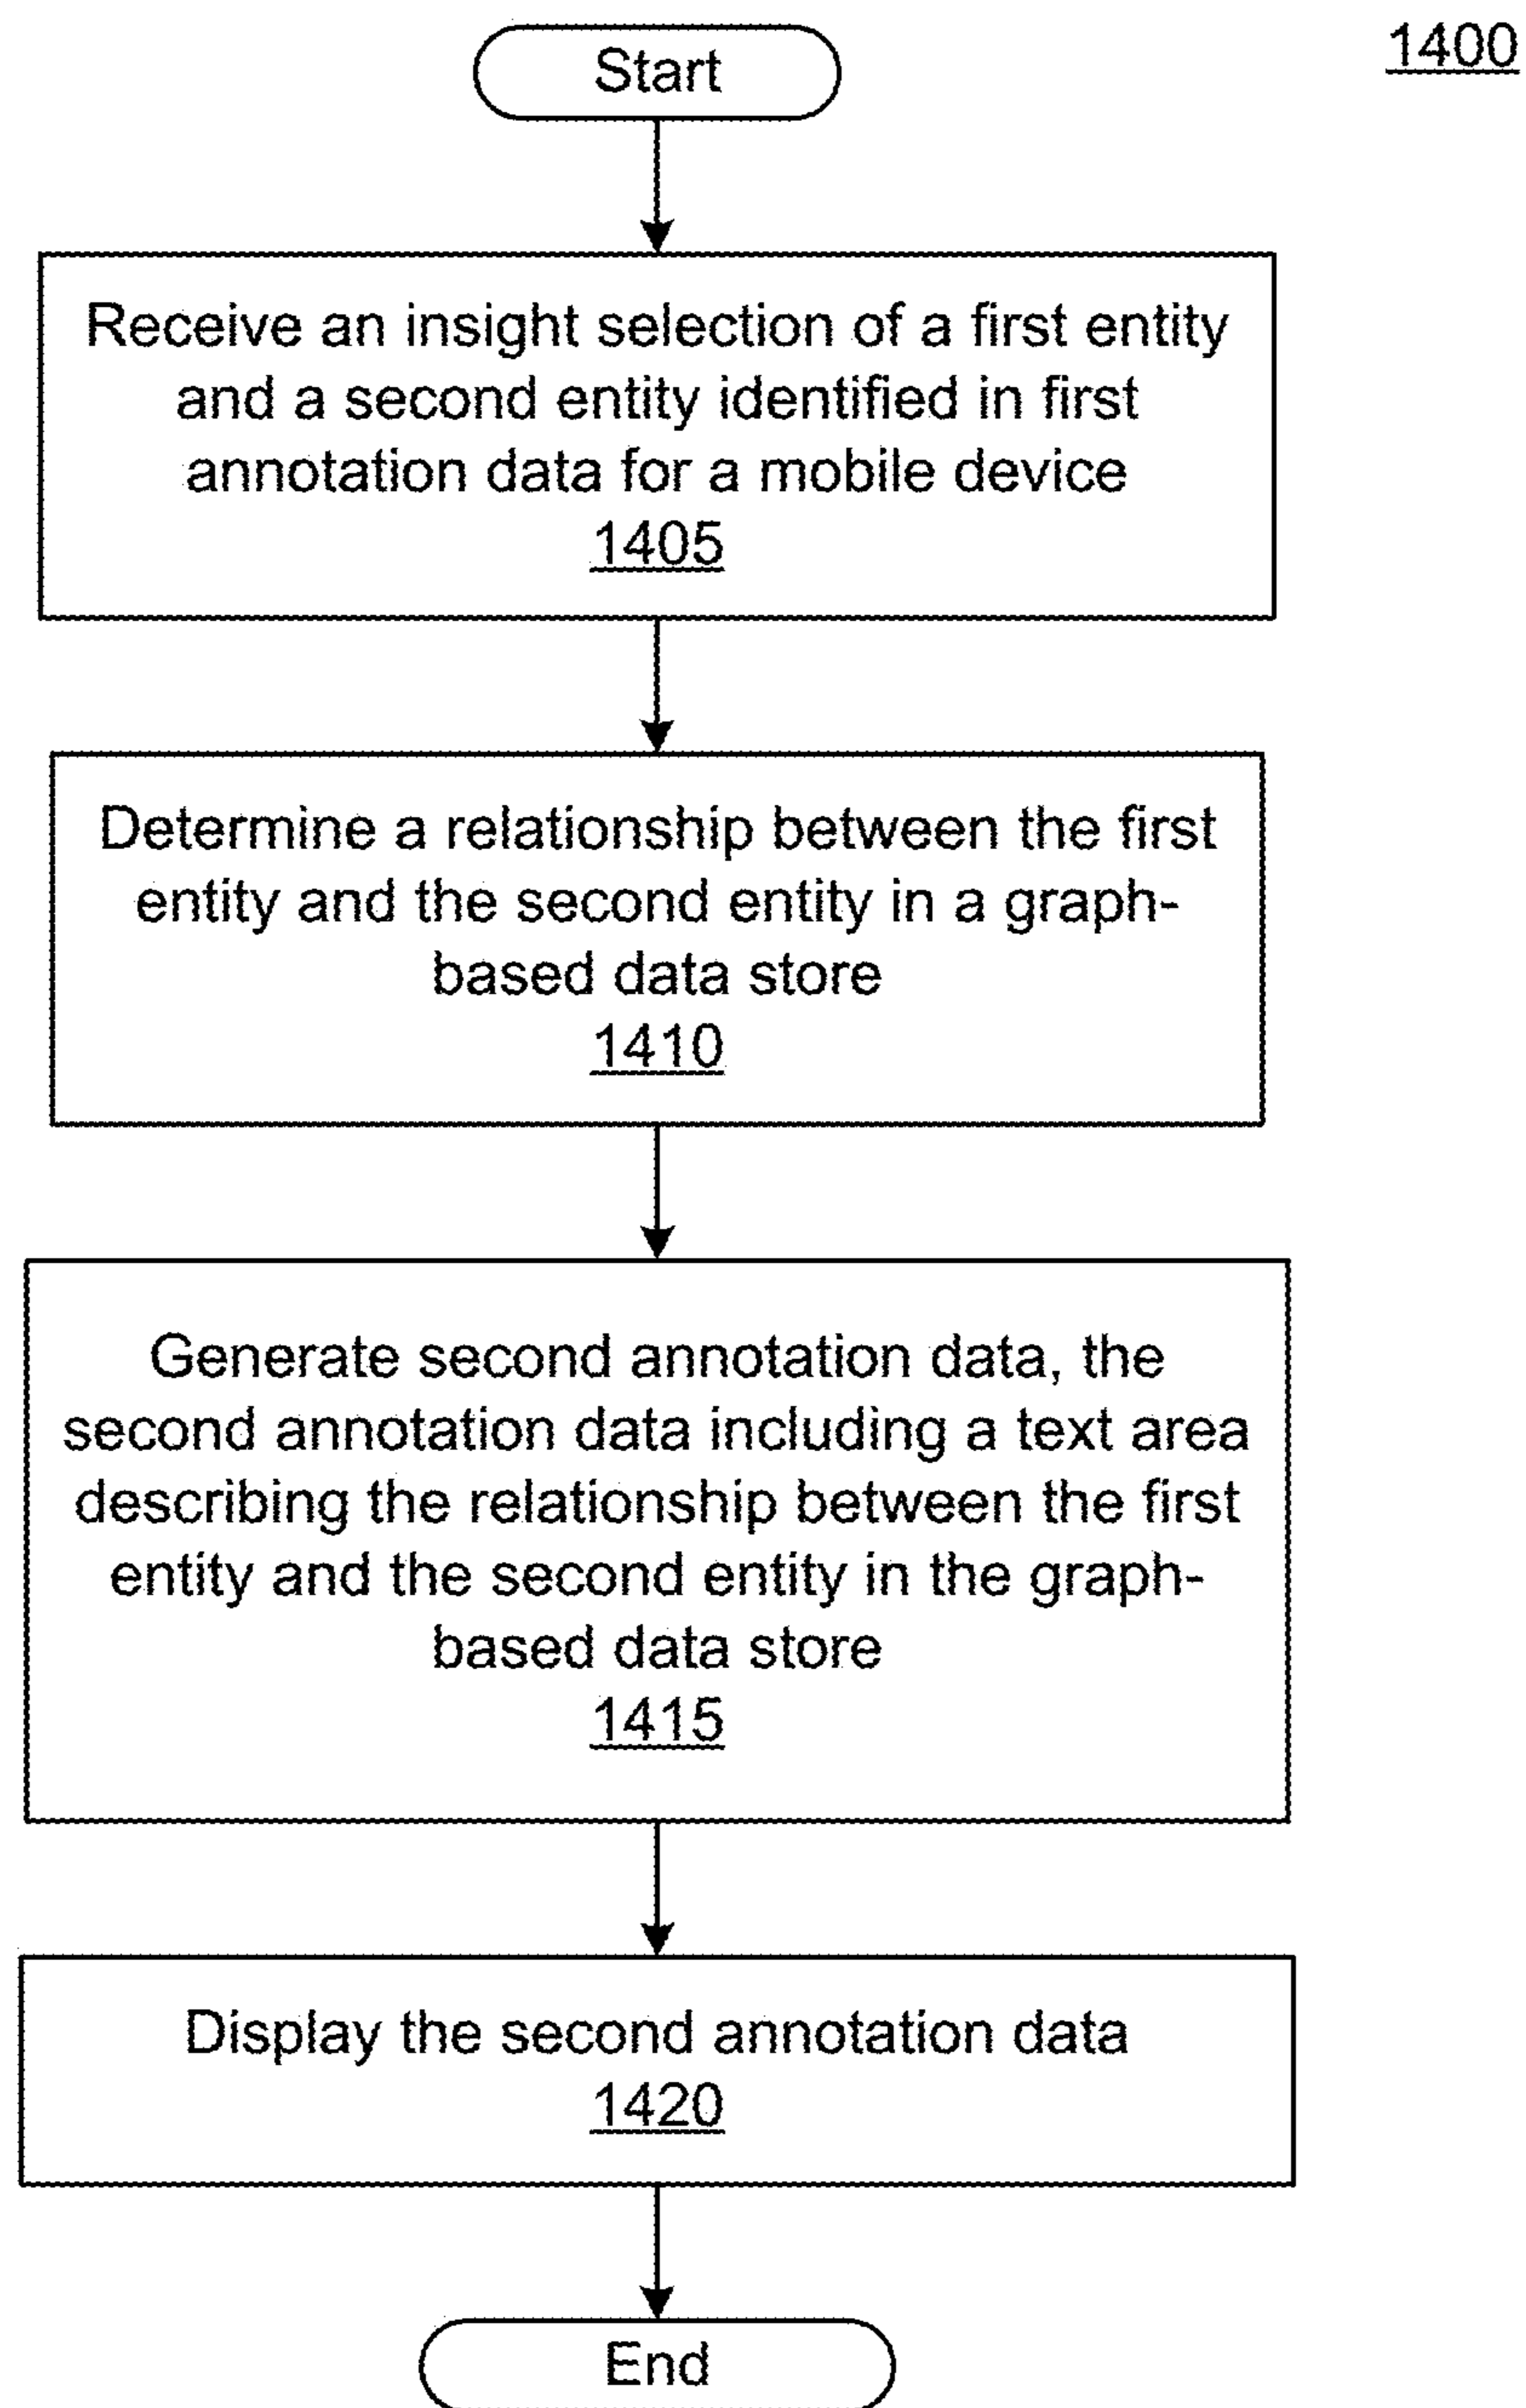 1400
Start
Receive an insight selection of a first entity
and a second entity identified in first
annotation data for a mobile device
1405
Determine a relationship between the first
entity and the second entity in a graph-
based data store
1410
Generate second annotation data, the
second annotation data including a text area
describing the relationship between the first
entity and the second entity in the graph-
based data store
1415
Display the second annotation data
1420
End